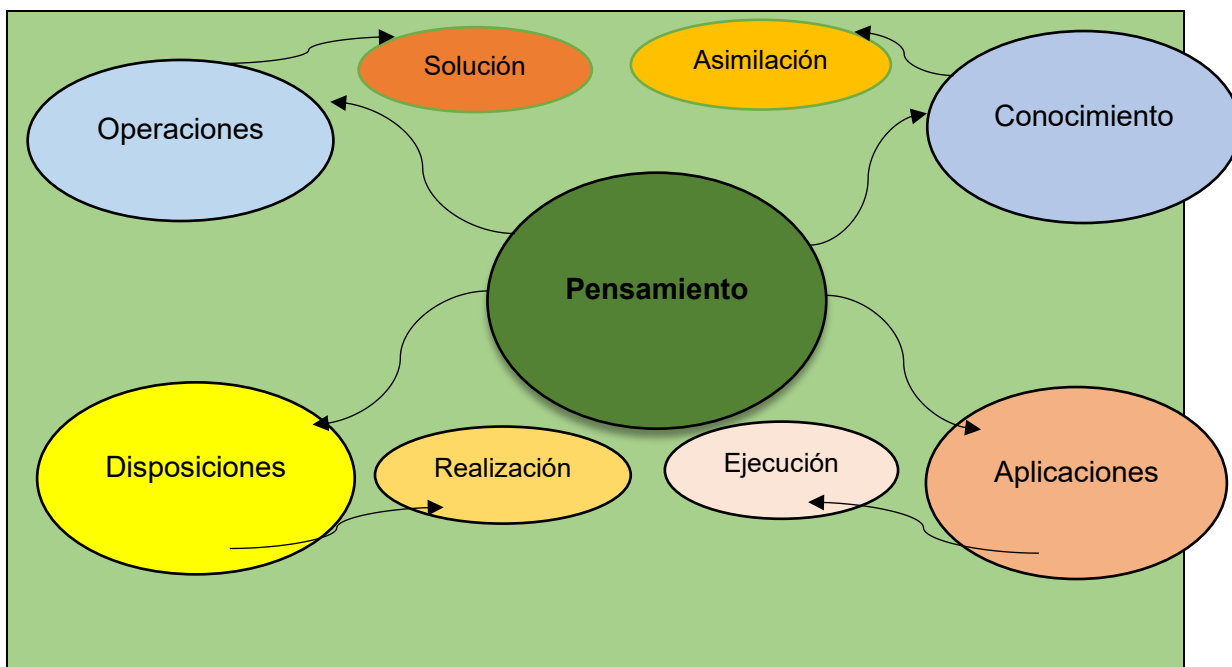 Solución
Asimilación
Operaciones
Conocimiento
Pensamiento
Disposiciones
Realización
Ejecución
Aplicaciones